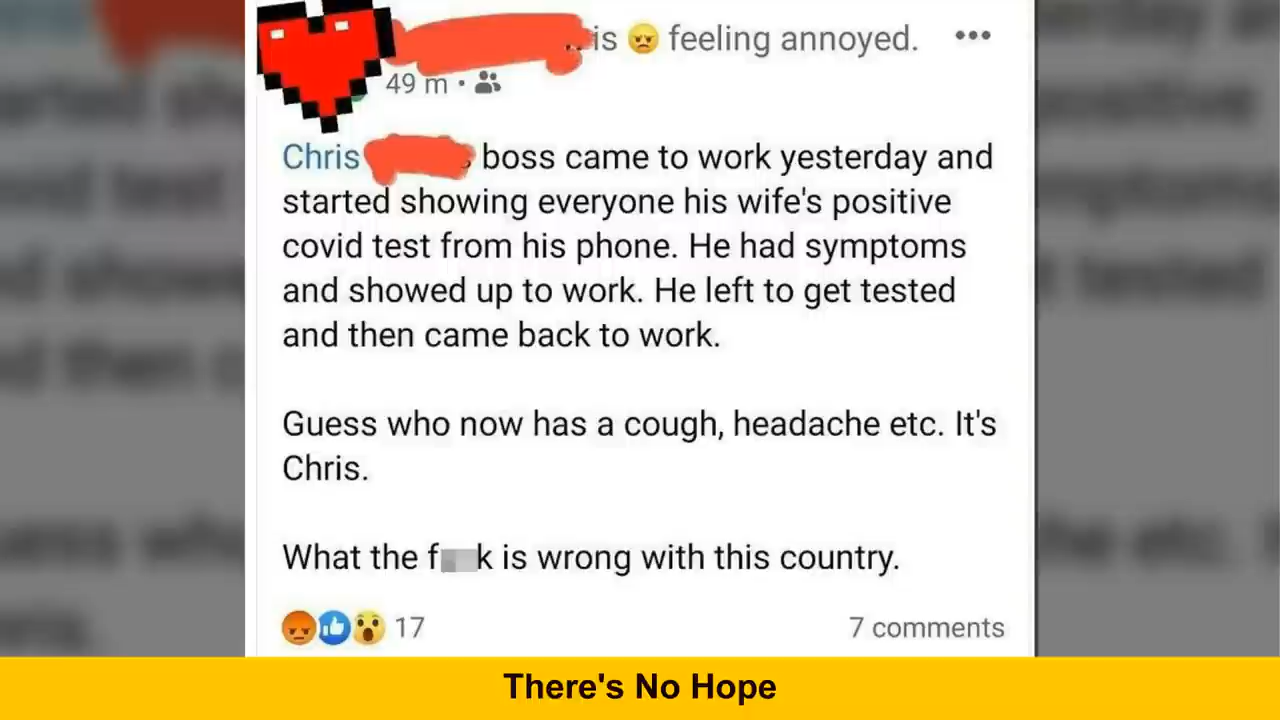 is 😠 feeling annoyed.
49 m
Chris boss came to work yesterday and
started showing everyone his wife's positive
covid test from his phone. He had symptoms
and showed up to work. He left to get tested
and then came back to work.
Guess who now has a cough, headache etc. It's
Chris.
What the f k is wrong with this country.
17
7 comments
There's No Hope